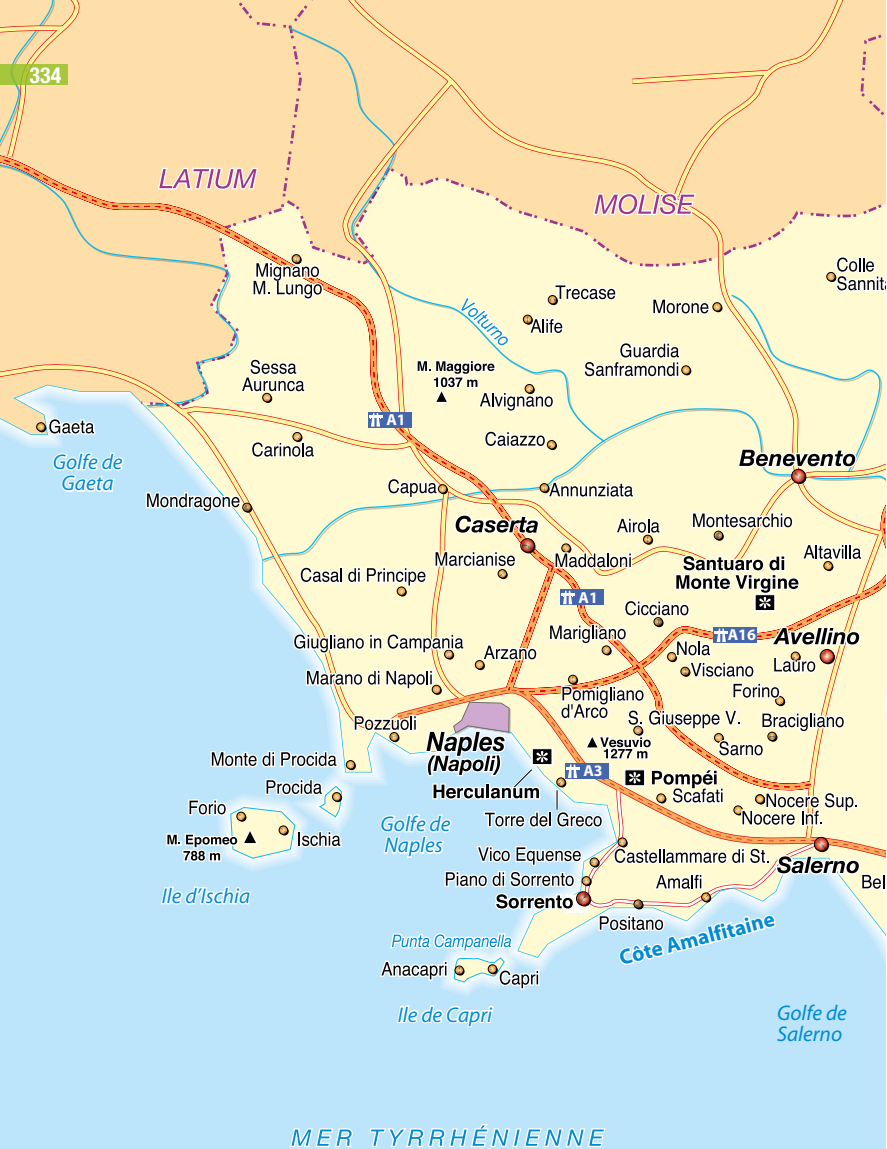 334
LATIUM
MOLISE
Mignano
M. Lungo
Colle
Sannita
Trecase
Morone
Alife
Volturno
Guardia
Sanframondi
Sessa
Aurunca
M. Maggiore
1037 m
Alvignano
A1
Gaeta
Carinola
Caiazzo
Golfe de
Gaeta
Benevento
Mondragone
Capua
Annunziata
Caserta
Airola
Montesarchio
Marcianise
Maddaloni
Altavilla
Casal di Principe
Santuaro di
Monte Virgine
A1
Cicciano
Giugliano in Campania
Marigliano
A16
Avellino
Arzano
Nola
Lauro
Marano di Napoli
Visciano
Pomigliano
d'Arco
Forino
Pozzuoli
S. Giuseppe V.
Bracigliano
Naples
(Napoli)
Vesuvio
1277 m
Sarno
Monte di Procida
A3
Pompéi
Procida
Herculanum
Scafati
Nocere Sup.
Forio
Nocere Inf.
Golfe de
Naples
Torre del Greco
M. Epomeo
788 m
Ischia
Vico Equense
Castellammare di St.
Salerno
Piano di Sorrento
Amalfi
Bel
Ile d'Ischia
Sorrento
Positano
Côte Amalfitaine
Punta Campanella
Anacapri
Capri
Ile de Capri
Golfe de
Salerno
MER TYRRHÉNIENNE